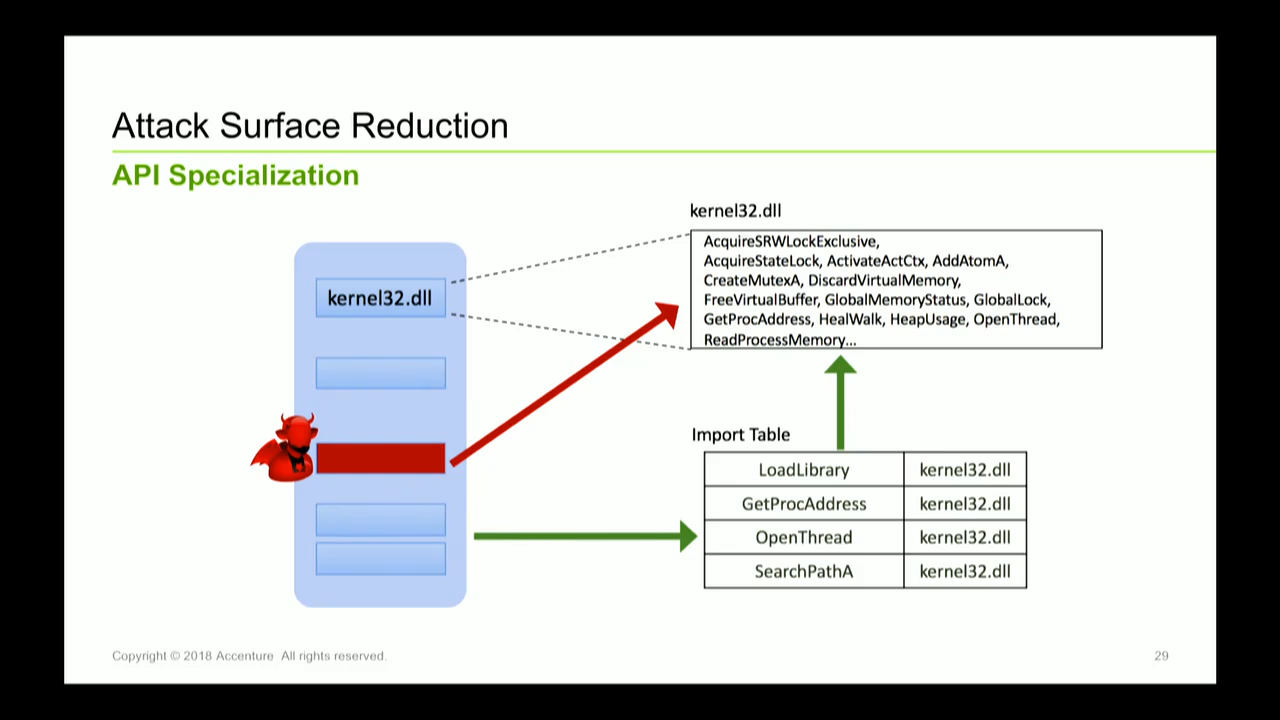 Attack Surface Reduction
API Specialization
kernel32.dll
kernel32.dll
AcquireSRWLockExclusive,
AcquireStateLock, ActivateActCtx, AddAtomA,
CreateMutexA, DiscardVirtualMemory,
FreeVirtualBuffer, GlobalMemoryStatus, GlobalLock,
GetProcAddress, HealWalk, HeapUsage, OpenThread,
ReadProcessMemory...
Import Table
LoadLibrary kernel32.dll
GetProcAddress kernel32.dll
OpenThread kernel32.dll
SearchPathA kernel32.dll
Copyright © 2018 Accenture All rights reserved.
29